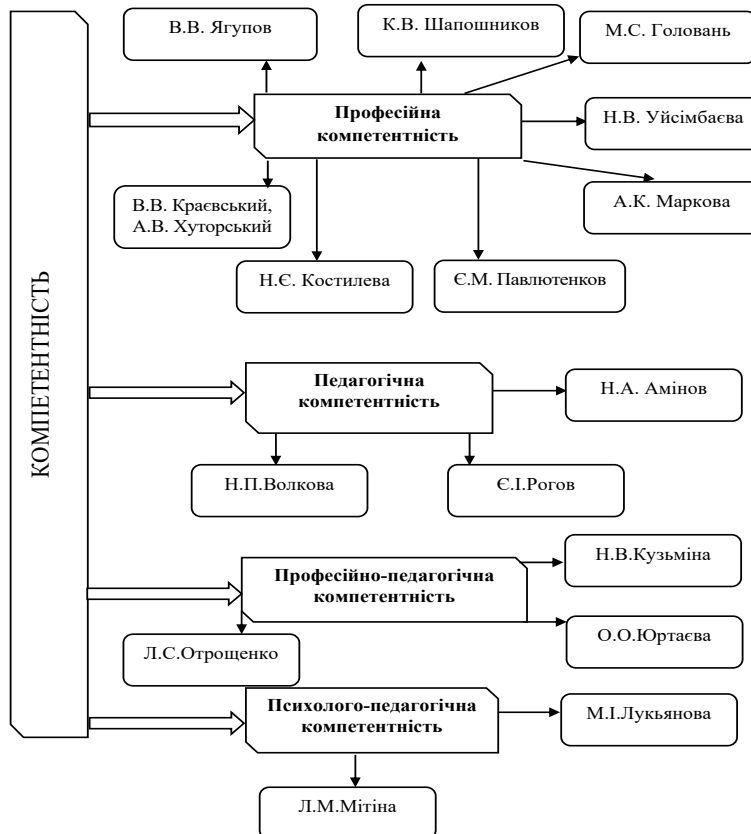 В.В. Ягупов
К.В. Шапошников
М.С. Головань
Професійна
компетентність
Н.В. Уйсімбаєва
В.В. Краєвський,
А.В. Хуторський
А.К. Маркова
Н.Є. Костилева
Є.М. Павлютенков
КОМПЕТЕНТНІСТЬ
Педагогічна
компетентність
Н.А. Амінов
Н.П.Волкова
Є.І.Рогов
Професійно-педагогічна
компетентність
Н.В.Кузьміна
О.О.Юртаєва
Л.С.Отрощенко
Психолого-педагогічна
компетентність
М.І.Лукьянова
Л.М.Мітіна